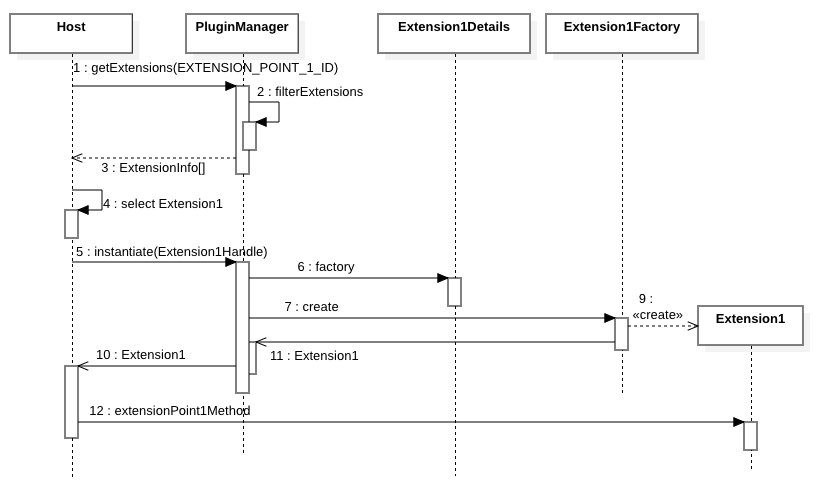 Host
PluginManager
Extension1Details
Extension1Factory
1 : getExtensions(EXTENSION_POINT_1_ID)
2 : filterExtensions
3 : ExtensionInfo[]
4 : select Extension1
5 : instantiate(Extension1Handle)
6 : factory
7 : create
9 :
«create»
Extension1
10 : Extension1
11 : Extension1
12 : extensionPoint1Method